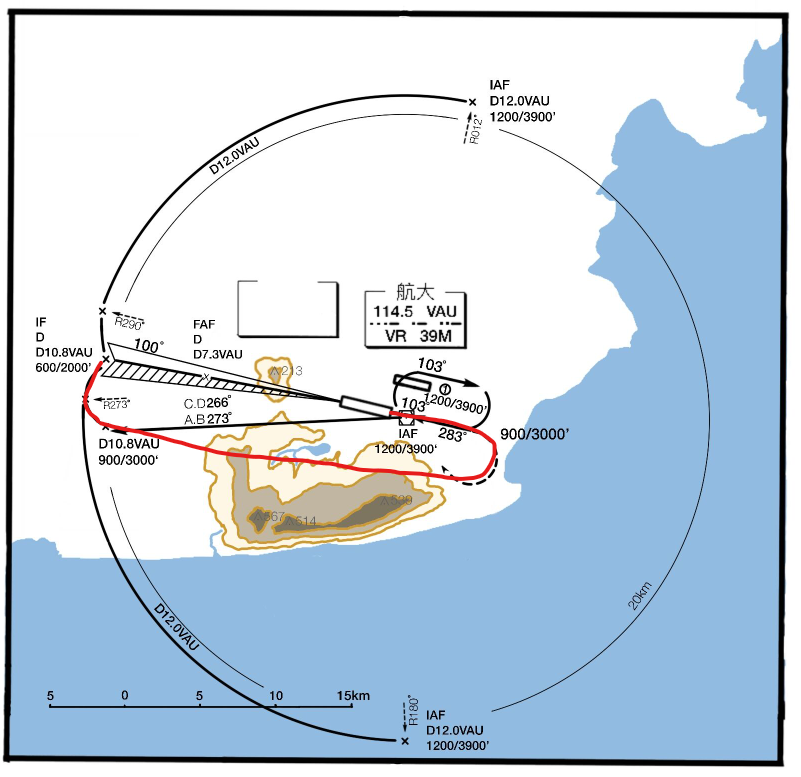 IAF
D12.0VAU
1200/3900'
R012°
D12.0VAU
R290°
IF
D
D10.8VAU
600/2000'
FAF
D
D7.3VAU
100°
航大
114.5 VAU
VR 39M
213
103°
①
1200/3900'
103°
283°
900/3000'
IAF
1200/3900'
R273°
C.D266°
A.B273°
D10.8VAU
900/3000'
567
514
D12.0VAU
20km
5 0 5 10 15km
R180°
IAF
D12.0VAU
1200/3900'